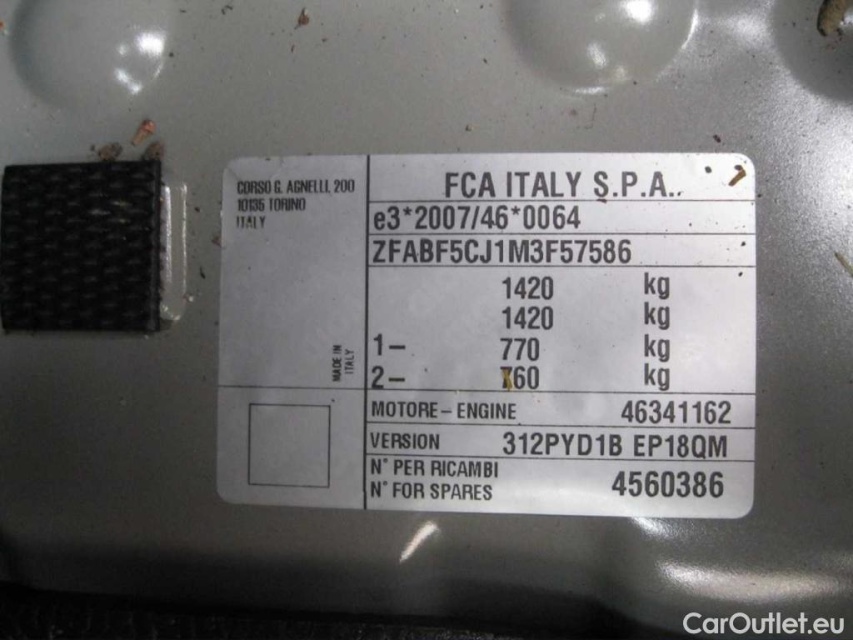 CORSO G. AGNELLI, 200
10135 TORINO
ITALY
FCA ITALY S.P.A..
e3*2007/46*0064
ZFABF5CJ1M3F57586
1420 kg
1420 kg
1– 770 kg
2– 760 kg
MADE IN
ITALY
MOTORE – ENGINE 46341162
VERSION 312PYD1B EP18QM
N° PER RICAMBI
N° FOR SPARES 4560386
CarOutlet.eu